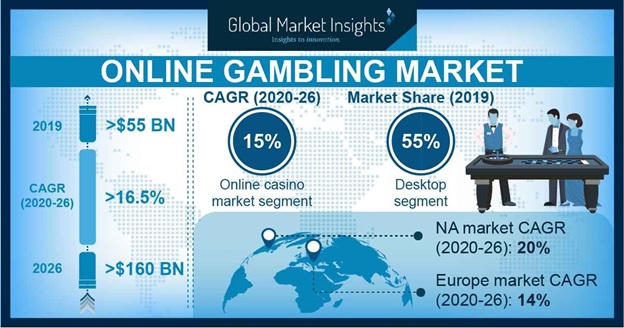 Global Market Insights
Insights to innovation.
ONLINE GAMBLING MARKET
2019
>$55 BN
CAGR
(2020-26)
>16.5%
2026
>$160 BN
CAGR (2020-26)
15%
Online casino
market segment
Market Share (2019)
55%
Desktop
segment
NA market CAGR
(2020-26): 20%
Europe market CAGR
(2020-26): 14%